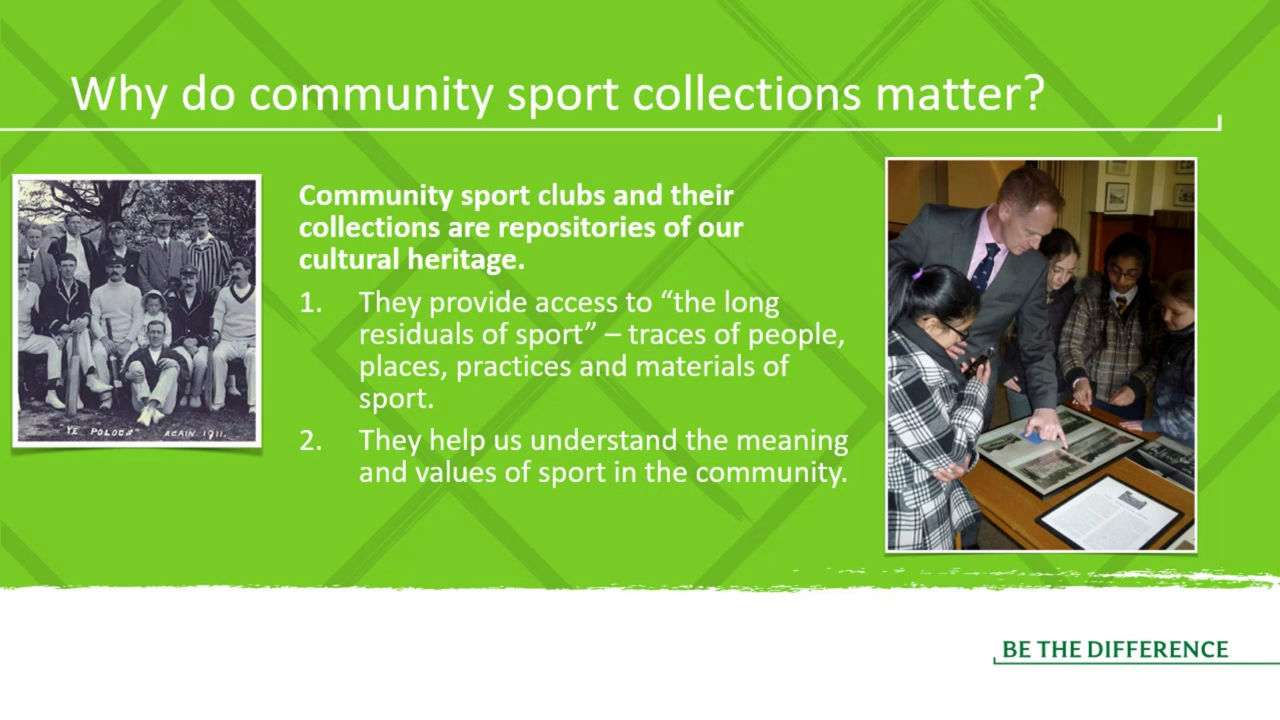 Why do community sport collections matter?
Community sport clubs and their
collections are repositories of our
cultural heritage.
1. They provide access to “the long
residuals of sport” – traces of people,
places, practices and materials of
sport.
2. They help us understand the meaning
and values of sport in the community.
"YE POLOCS" AGAIN 1911.
BE THE DIFFERENCE